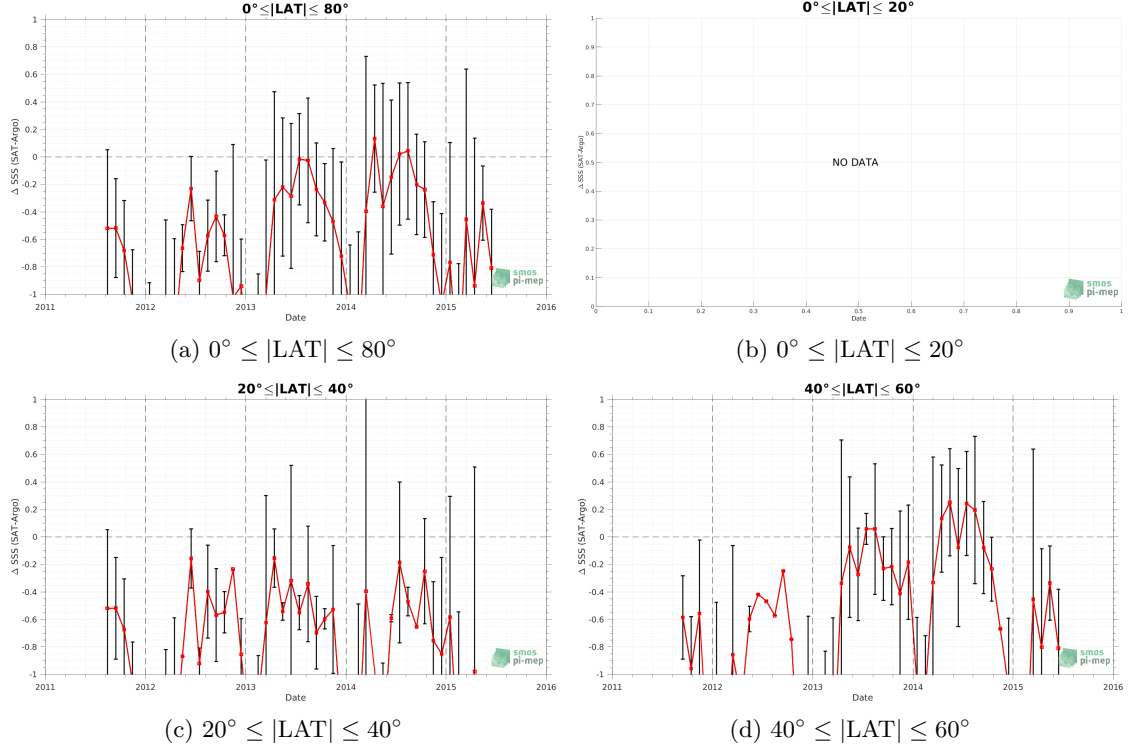 0°≤|LAT|≤ 80°
1
0.8
0.6
0.4
0.2
0
-0.2
-0.4
-0.6
-0.8
-1
Δ SSS (SAT-Argo)
2011 2012 2013 2014 2015 2016
Date
smos
pi-mep
(a) 0° ≤ |LAT| ≤ 80°
0°≤|LAT|≤ 20°
1
0.9
0.8
0.7
0.6
0.5
0.4
0.3
0.2
0.1
0
Δ SSS (SAT-Argo)
NO DATA
0 0.1 0.2 0.3 0.4 0.5 0.6 0.7 0.8 0.9 1
Date
smos
pi-mep
(b) 0° ≤ |LAT| ≤ 20°
20°≤|LAT|≤ 40°
1
0.8
0.6
0.4
0.2
0
-0.2
-0.4
-0.6
-0.8
-1
Δ SSS (SAT-Argo)
2011 2012 2013 2014 2015 2016
Date
smos
pi-mep
(c) 20° ≤ |LAT| ≤ 40°
40°≤|LAT|≤ 60°
1
0.8
0.6
0.4
0.2
0
-0.2
-0.4
-0.6
-0.8
-1
Δ SSS (SAT-Argo)
2011 2012 2013 2014 2015 2016
Date
smos
pi-mep
(d) 40° ≤ |LAT| ≤ 60°